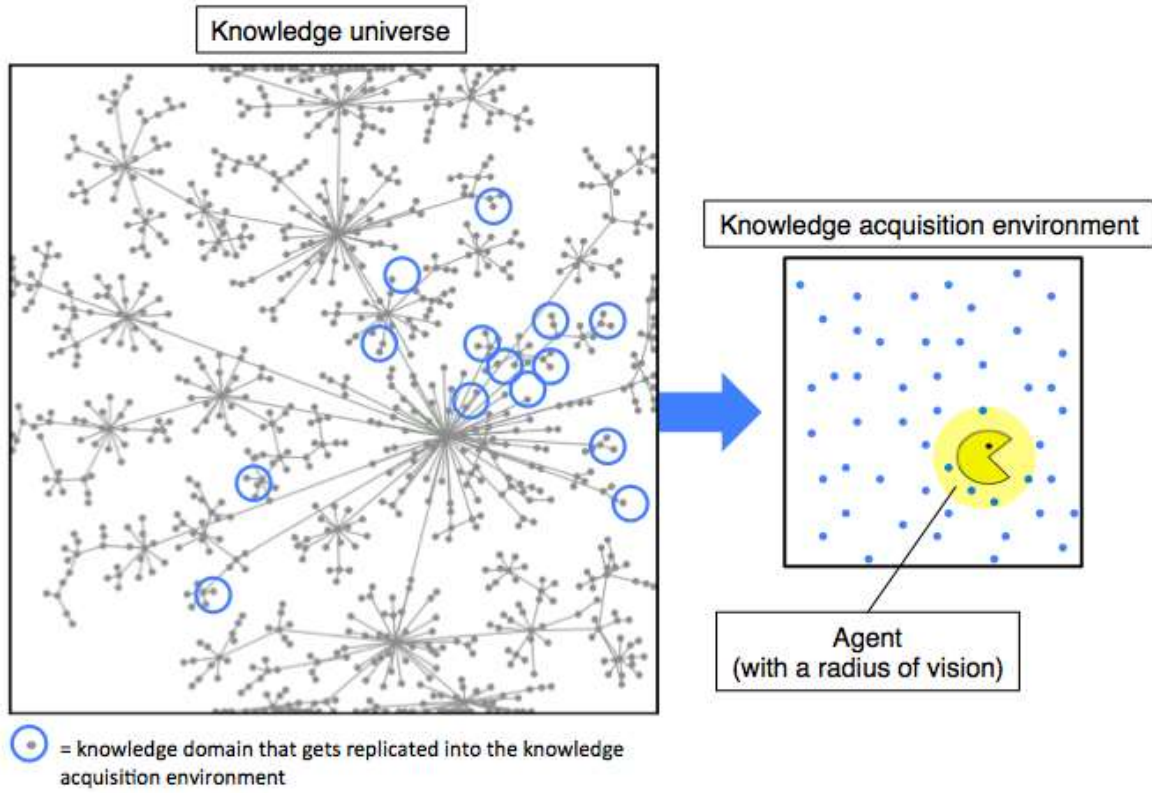 Knowledge universe
Knowledge acquisition environment
Agent
(with a radius of vision)
= knowledge domain that gets replicated into the knowledge
acquisition environment